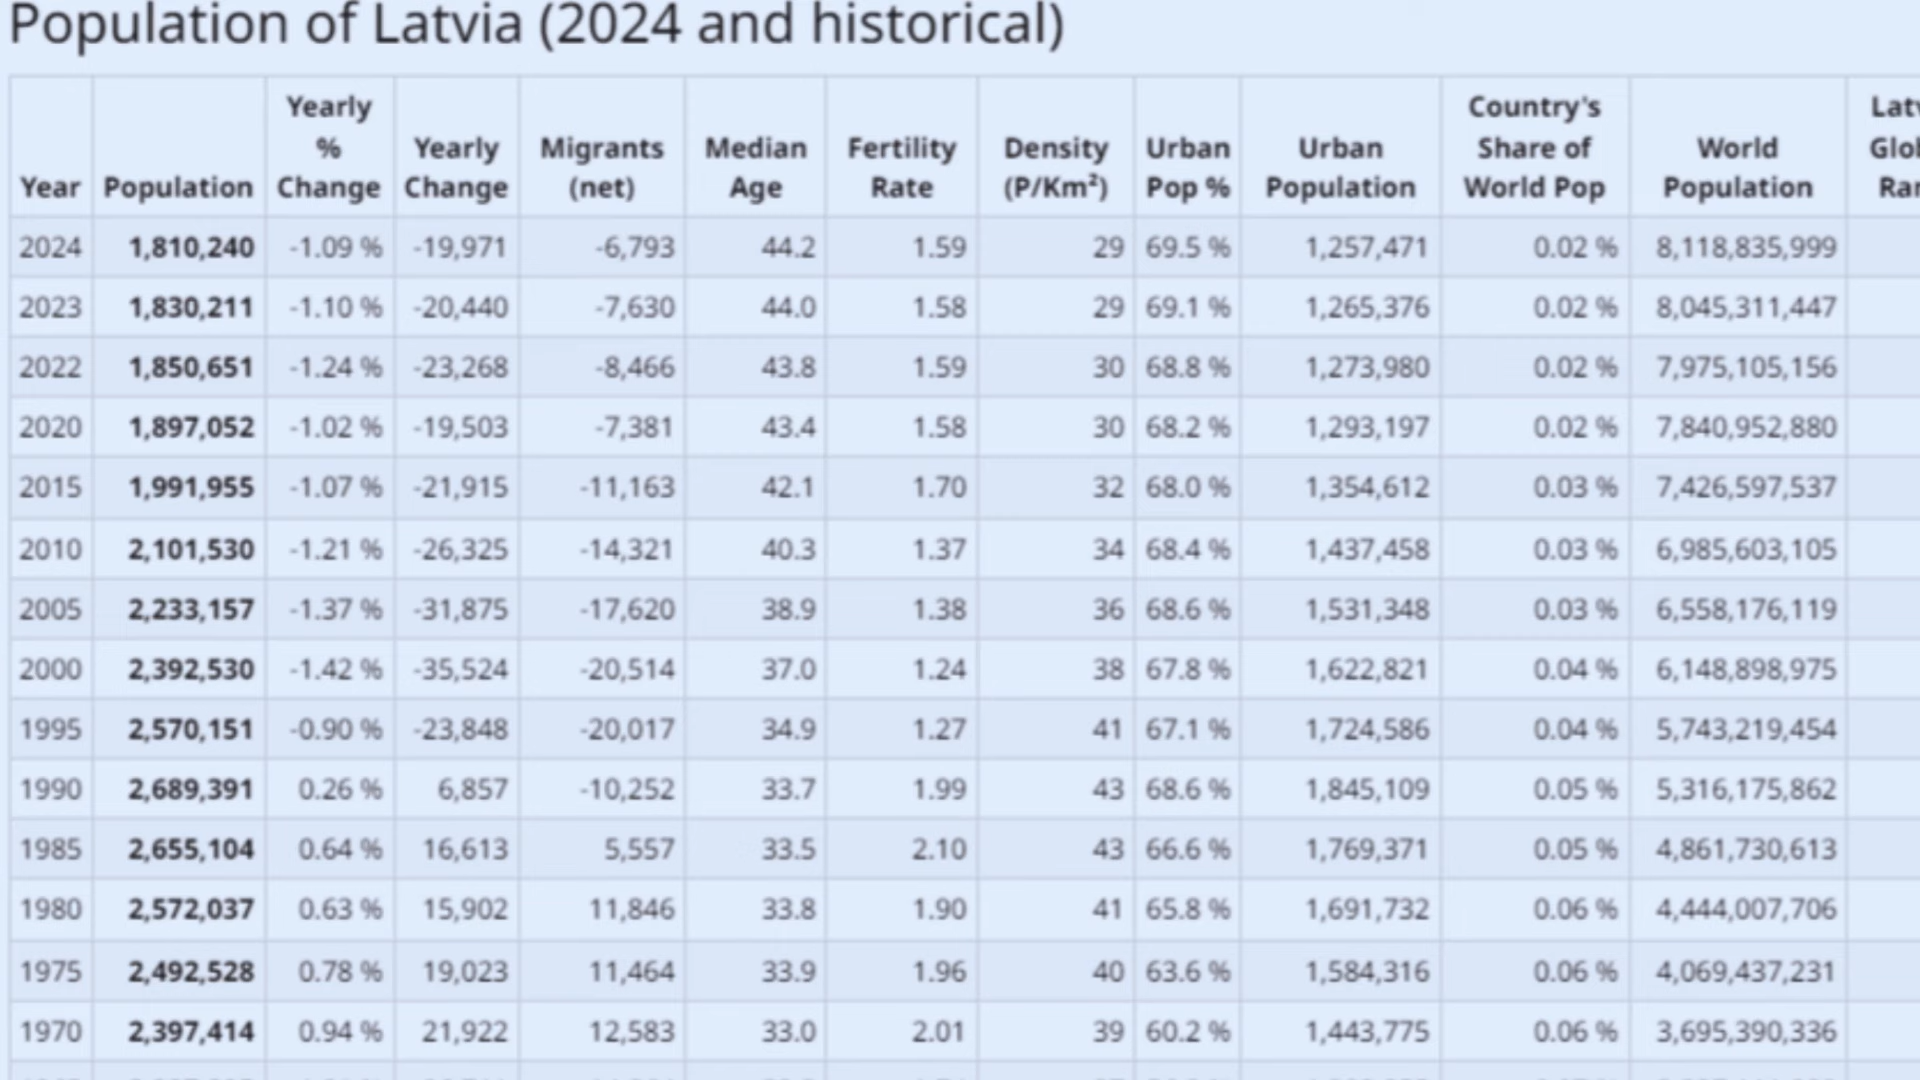 Population of Latvia (2024 and historical)
Year Population Yearly % Change Yearly Change Migrants (net) Median Age Fertility Rate Density (P/Km²) Urban Pop % Urban Population Country's Share of World Pop World Population
2024 1,810,240 -1.09 % -19,971 -6,793 44.2 1.59 29 69.5 % 1,257,471 0.02 % 8,118,835,999
2023 1,830,211 -1.10 % -20,440 -7,630 44.0 1.58 29 69.1 % 1,265,376 0.02 % 8,045,311,447
2022 1,850,651 -1.24 % -23,268 -8,466 43.8 1.59 30 68.8 % 1,273,980 0.02 % 7,975,105,156
2020 1,897,052 -1.02 % -19,503 -7,381 43.4 1.58 30 68.2 % 1,293,197 0.02 % 7,840,952,880
2015 1,991,955 -1.07 % -21,915 -11,163 42.1 1.70 32 68.0 % 1,354,612 0.03 % 7,426,597,537
2010 2,101,530 -1.21 % -26,325 -14,321 40.3 1.37 34 68.4 % 1,437,458 0.03 % 6,985,603,105
2005 2,233,157 -1.37 % -31,875 -17,620 38.9 1.38 36 68.6 % 1,531,348 0.03 % 6,558,176,119
2000 2,392,530 -1.42 % -35,524 -20,514 37.0 1.24 38 67.8 % 1,622,821 0.04 % 6,148,898,975
1995 2,570,151 -0.90 % -23,848 -20,017 34.9 1.27 41 67.1 % 1,724,586 0.04 % 5,743,219,454
1990 2,689,391 0.26 % 6,857 -10,252 33.7 1.99 43 68.6 % 1,845,109 0.05 % 5,316,175,862
1985 2,655,104 0.64 % 16,613 5,557 33.5 2.10 43 66.6 % 1,769,371 0.05 % 4,861,730,613
1980 2,572,037 0.63 % 15,902 11,846 33.8 1.90 41 65.8 % 1,691,732 0.06 % 4,444,007,706
1975 2,492,528 0.78 % 19,023 11,464 33.9 1.96 40 63.6 % 1,584,316 0.06 % 4,069,437,231
1970 2,397,414 0.94 % 21,922 12,583 33.0 2.01 39 60.2 % 1,443,775 0.06 % 3,695,390,336